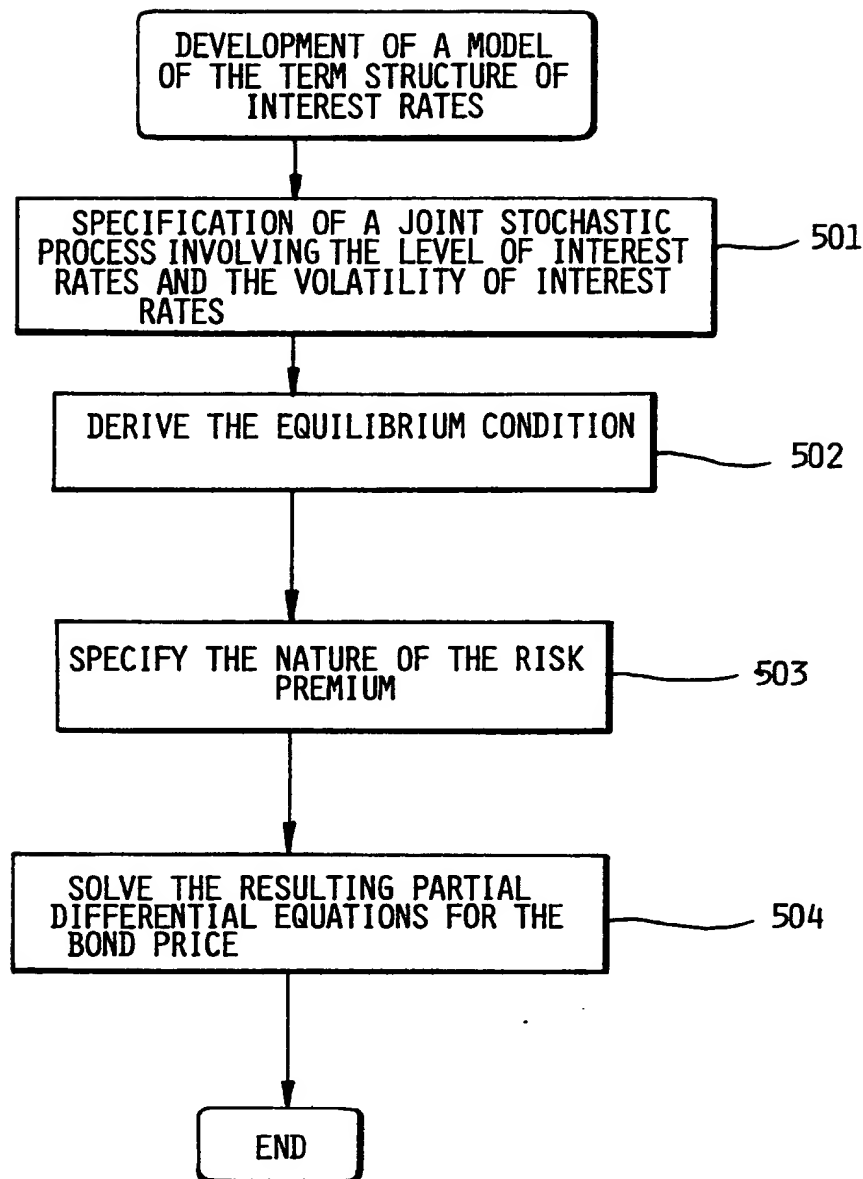 DEVELOPMENT OF A MODEL
OF THE TERM STRUCTURE OF
INTEREST RATES
SPECIFICATION OF A JOINT STOCHASTIC
PROCESS INVOLVING THE LEVEL OF INTEREST
RATES AND THE VOLATILITY OF INTEREST
RATES
501
DERIVE THE EQUILIBRIUM CONDITION
502
SPECIFY THE NATURE OF THE RISK
PREMIUM
503
SOLVE THE RESULTING PARTIAL
DIFFERENTIAL EQUATIONS FOR THE
BOND PRICE
504
END